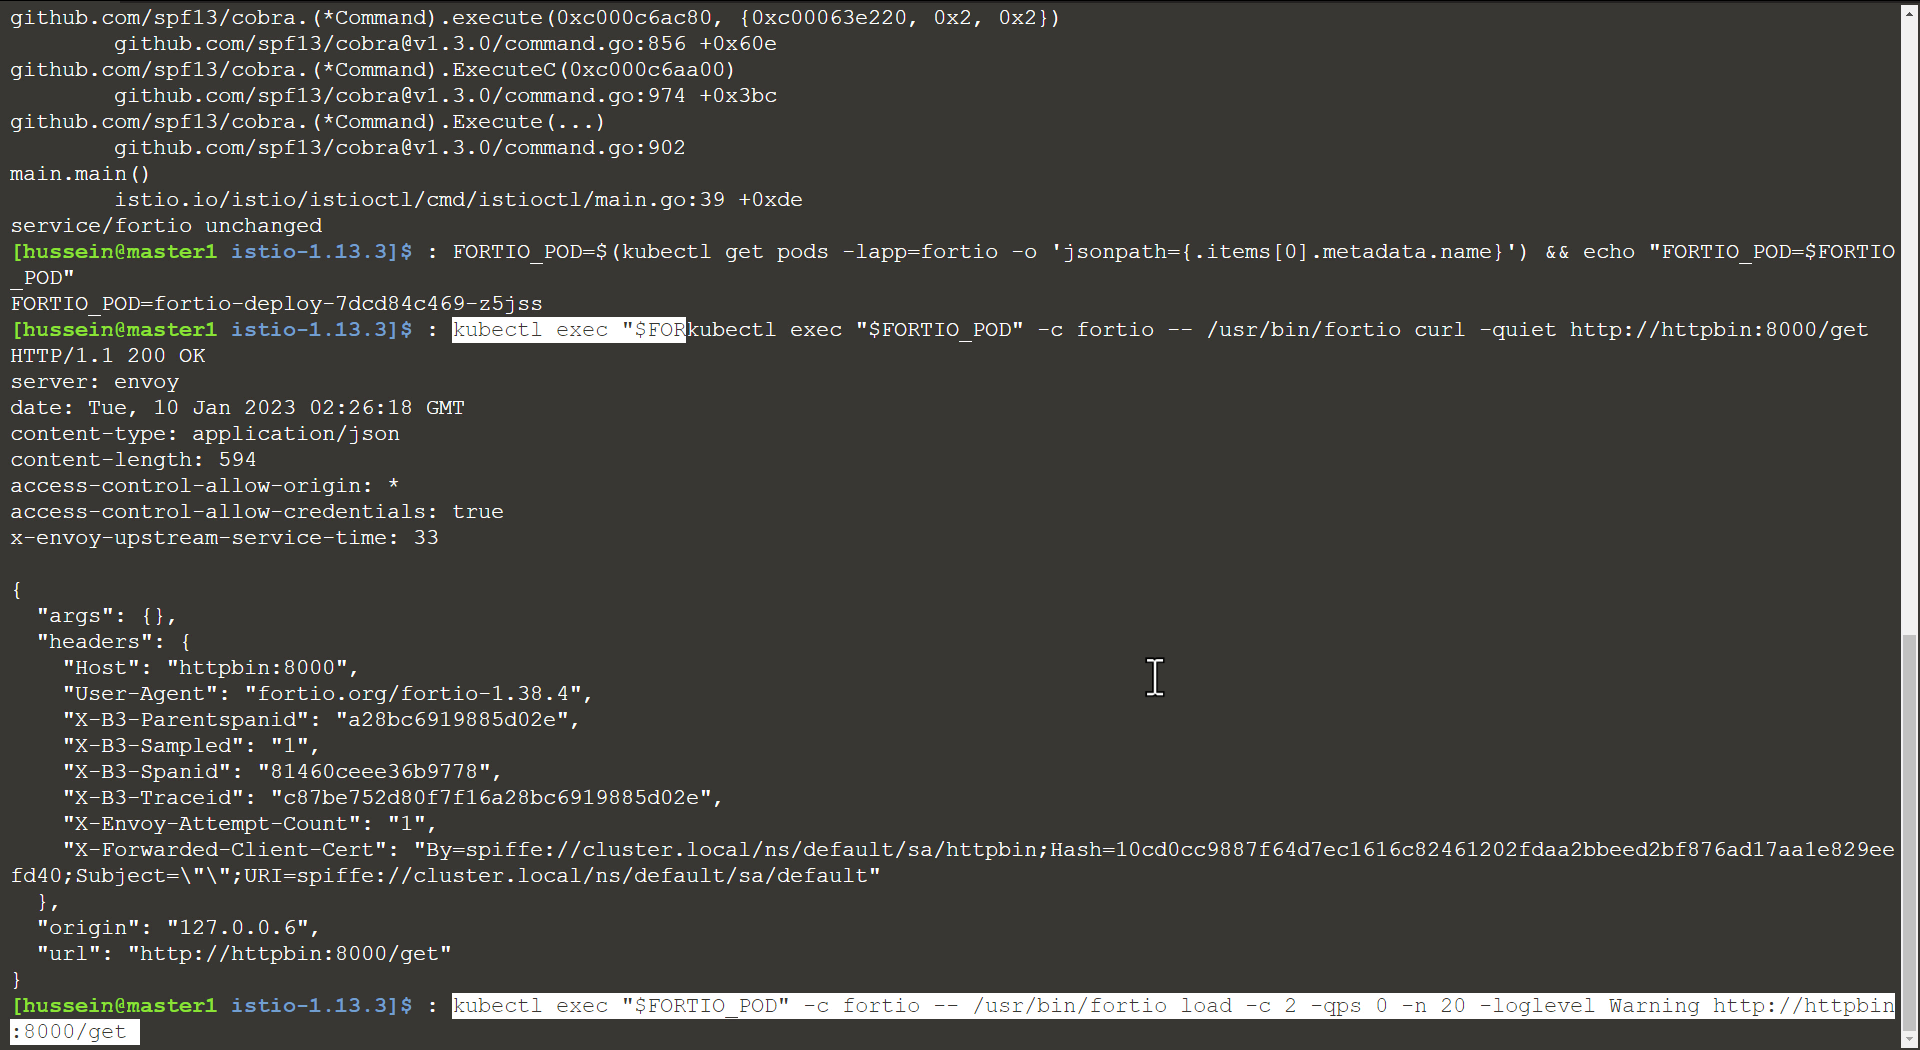 github.com/spf13/cobra.(*Command).execute(0xc000c6ac80, {0xc00063e220, 0x2, 0x2})
        github.com/spf13/cobra@v1.3.0/command.go:856 +0x60e
github.com/spf13/cobra.(*Command).ExecuteC(0xc000c6aa00)
        github.com/spf13/cobra@v1.3.0/command.go:974 +0x3bc
github.com/spf13/cobra.(*Command).Execute(...)
        github.com/spf13/cobra@v1.3.0/command.go:902
main.main()
        istio.io/istio/istioctl/cmd/istioctl/main.go:39 +0xde
service/fortio unchanged
[hussein@master1 istio-1.13.3]$ : FORTIO_POD=$(kubectl get pods -lapp=fortio -o 'jsonpath={.items[0].metadata.name}') && echo "FORTIO_POD=$FORTIO
_POD"
FORTIO_POD=fortio-deploy-7dcd84c469-z5jss
[hussein@master1 istio-1.13.3]$ : kubectl exec "$FORkubectl exec "$FORTIO_POD" -c fortio -- /usr/bin/fortio curl -quiet http://httpbin:8000/get
HTTP/1.1 200 OK
server: envoy
date: Tue, 10 Jan 2023 02:26:18 GMT
content-type: application/json
content-length: 594
access-control-allow-origin: *
access-control-allow-credentials: true
x-envoy-upstream-service-time: 33

{
  "args": {},
  "headers": {
    "Host": "httpbin:8000",
    "User-Agent": "fortio.org/fortio-1.38.4",
    "X-B3-Parentspanid": "a28bc6919885d02e",
    "X-B3-Sampled": "1",
    "X-B3-Spanid": "81460ceee36b9778",
    "X-B3-Traceid": "c87be752d80f7f16a28bc6919885d02e",
    "X-Envoy-Attempt-Count": "1",
    "X-Forwarded-Client-Cert": "By=spiffe://cluster.local/ns/default/sa/httpbin;Hash=10cd0cc9887f64d7ec1616c82461202fdaa2bbeed2bf876ad17aa1e829ee
fd40;Subject=\"\";URI=spiffe://cluster.local/ns/default/sa/default"
  },
  "origin": "127.0.0.6",
  "url": "http://httpbin:8000/get"
}
[hussein@master1 istio-1.13.3]$ : kubectl exec "$FORTIO_POD" -c fortio -- /usr/bin/fortio load -c 2 -qps 0 -n 20 -loglevel Warning http://httpbin
:8000/get